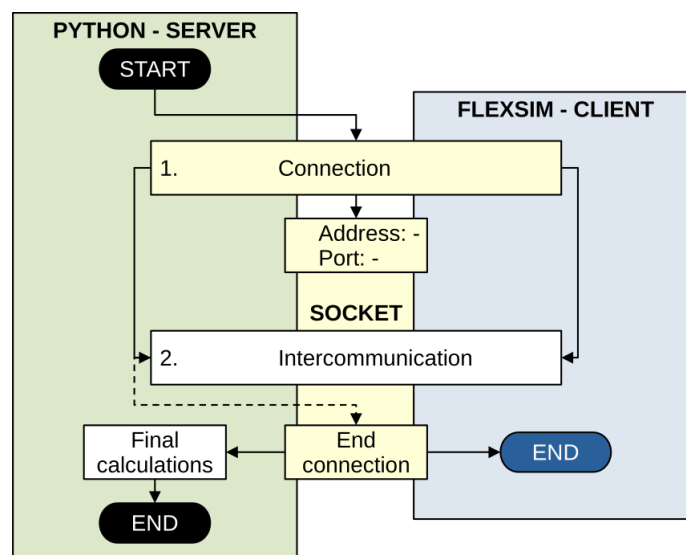 PYTHON - SERVER
START
FLEXSIM - CLIENT
1. Connection
Address: -
Port: -
SOCKET
2. Intercommunication
Final
calculations
End
connection
END
END